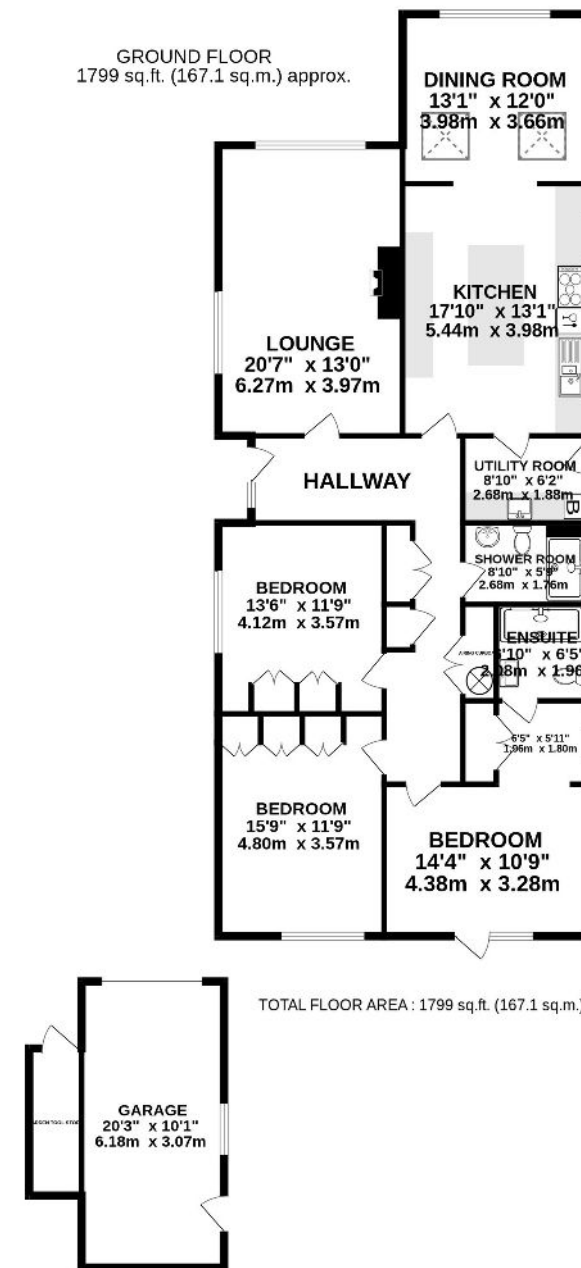 GROUND FLOOR
1799 sq.ft. (167.1 sq.m.) approx.
DINING ROOM
13'1" x 12'0"
3.98m x 3.66m
KITCHEN
17'10" x 13'1"
5.44m x 3.98m
LOUNGE
20'7" x 13'0"
6.27m x 3.97m
HALLWAY
UTILITY ROOM
8'10" x 6'2"
2.68m x 1.88m
B
SHOWER ROOM
8'10" x 5'9"
2.68m x 1.76m
BEDROOM
13'6" x 11'9"
4.12m x 3.57m
ENSUITE
6'5"
6'5" x 5'11"
1.96m x 1.80m
BEDROOM
15'9" x 11'9"
4.80m x 3.57m
BEDROOM
14'4" x 10'9"
4.38m x 3.28m
TOTAL FLOOR AREA : 1799 sq.ft. (167.1 sq.m.)
GARAGE
20'3" x 10'1"
6.18m x 3.07m